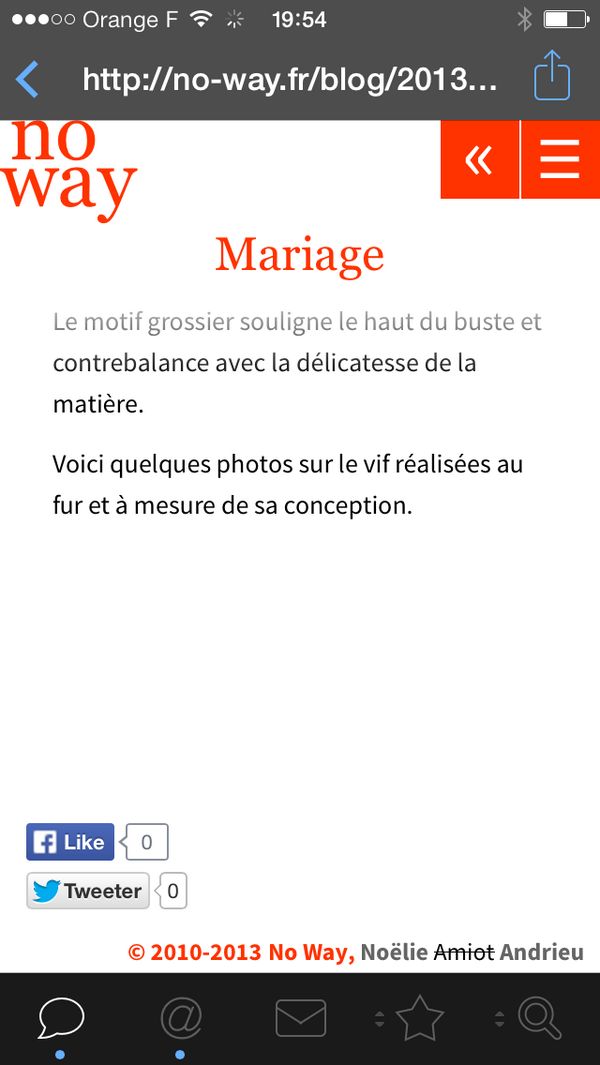 Orange F 19:54
http://no-way.fr/blog/2013...
no
way
Mariage
Le motif grossier souligne le haut du buste et
contrebalance avec la délicatesse de la
matière.
Voici quelques photos sur le vif réalisées au
fur et à mesure de sa conception.
Like 0
Tweeter 0
© 2010-2013 No Way, Noëlie Amiot Andrieu